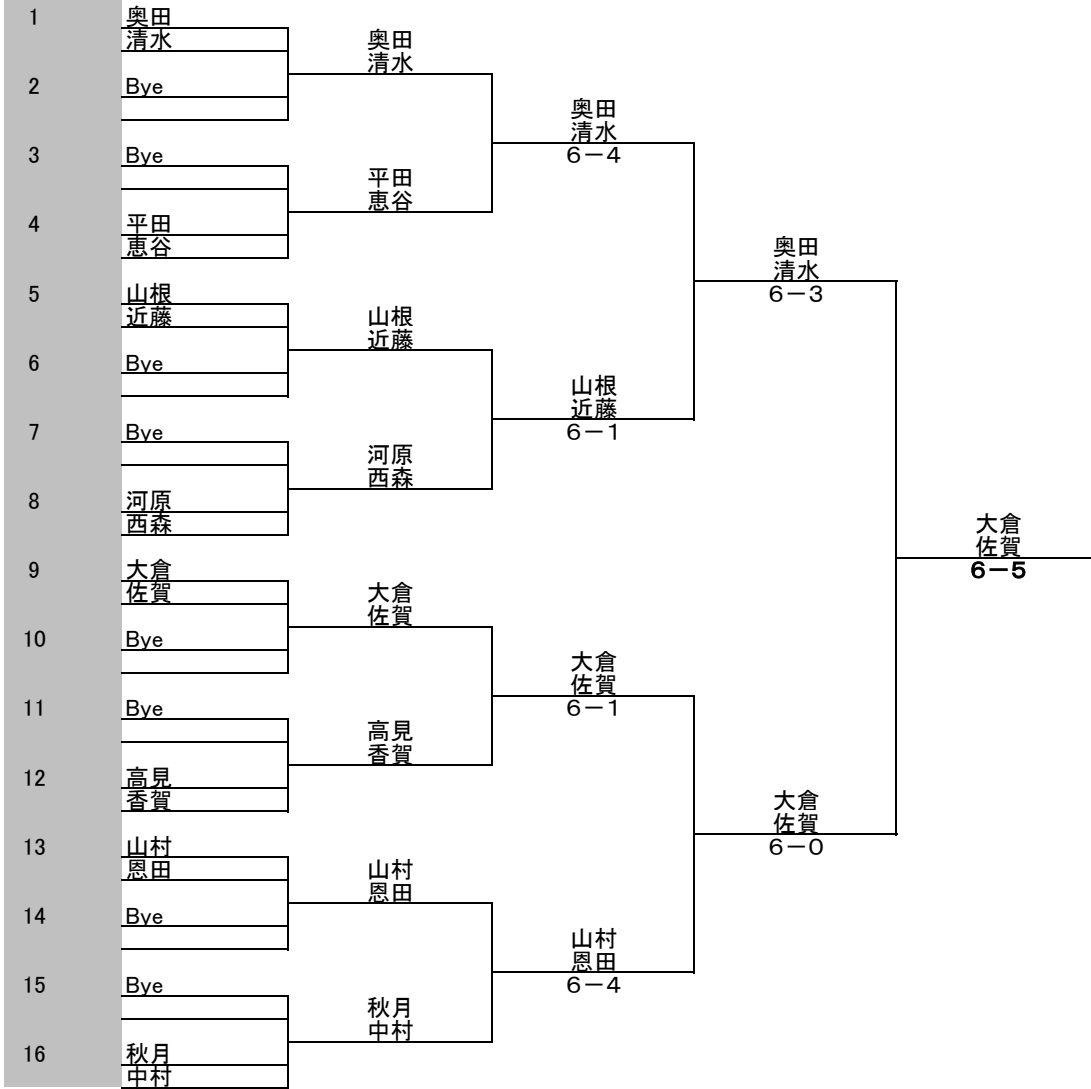 1
奥田
清水
2
Bye
3
Bye
4
平田
恵谷
5
山根
近藤
6
Bye
7
Bye
8
河原
西森
9
大倉
佐賀
10
Bye
11
Bye
12
高見
香賀
13
山村
恩田
14
Bye
15
Bye
16
秋月
中村
奥田
清水
平田
恵谷
山根
近藤
河原
西森
大倉
佐賀
高見
香賀
山村
恩田
秋月
中村
奥田
清水
6－4
山根
近藤
6－1
大倉
佐賀
6－1
山村
恩田
6－4
奥田
清水
6－3
大倉
佐賀
6－0
大倉
佐賀
6－5